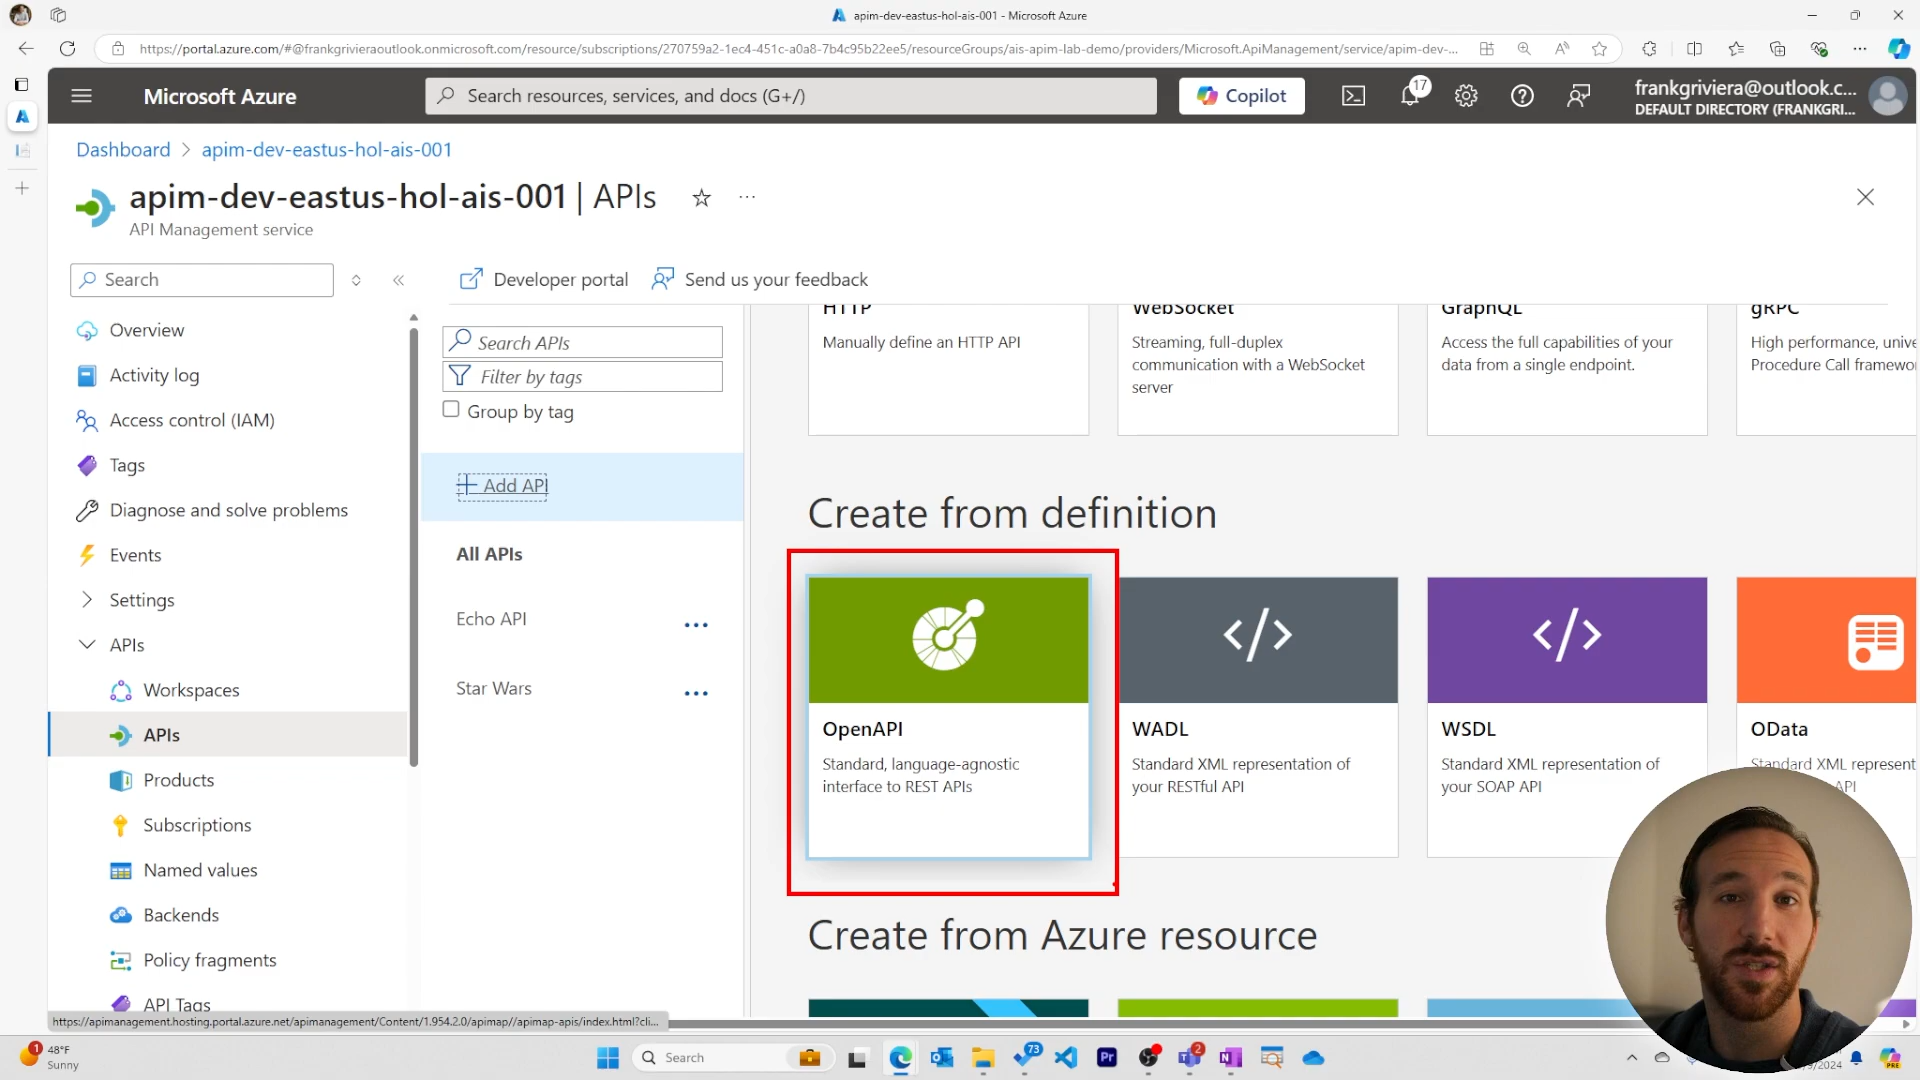 apim-dev-eastus-hol-ais-001 - Microsoft Azure
https://portal.azure.com/#@frankgrivieraoutlook.onmicrosoft.com/resource/subscriptions/270759a2-1ec4-451c-a0a8-7b4c95b22ee5/resourceGroups/ais-apim-lab-demo/providers/Microsoft.ApiManagement/service/apim-dev-...
Microsoft Azure
Search resources, services, and docs (G+/)
Copilot
17
frankgriviera@outlook.c...
DEFAULT DIRECTORY (FRANKGRI...
Dashboard > apim-dev-eastus-hol-ais-001
apim-dev-eastus-hol-ais-001 | APIs
API Management service
Search
Developer portal
Send us your feedback
Overview
Activity log
Access control (IAM)
Tags
Diagnose and solve problems
Events
Settings
APIs
Workspaces
APIs
Products
Subscriptions
Named values
Backends
Policy fragments
API Tags
https://apimanagement.hosting.portal.azure.net/apimanagement/Content/1.954.2.0/apimap//apimap-apis/index.html?cli...
Search APIs
Filter by tags
Group by tag
+ Add API
All APIs
Echo API
Star Wars
HTTP
Manually define an HTTP API
WebSocket
Streaming, full-duplex
communication with a WebSocket
server
GraphQL
Access the full capabilities of your
data from a single endpoint.
gRPC
High performance, unive
Procedure Call framewo
Create from definition
OpenAPI
Standard, language-agnostic
interface to REST APIs
</>
WADL
Standard XML representation of
your RESTful API
</>
WSDL
Standard XML representation of
your SOAP API
OData
Standard XML represent
API
Create from Azure resource
1
48°F
Sunny
Search
73
Pr
2
N
/2024
PRE